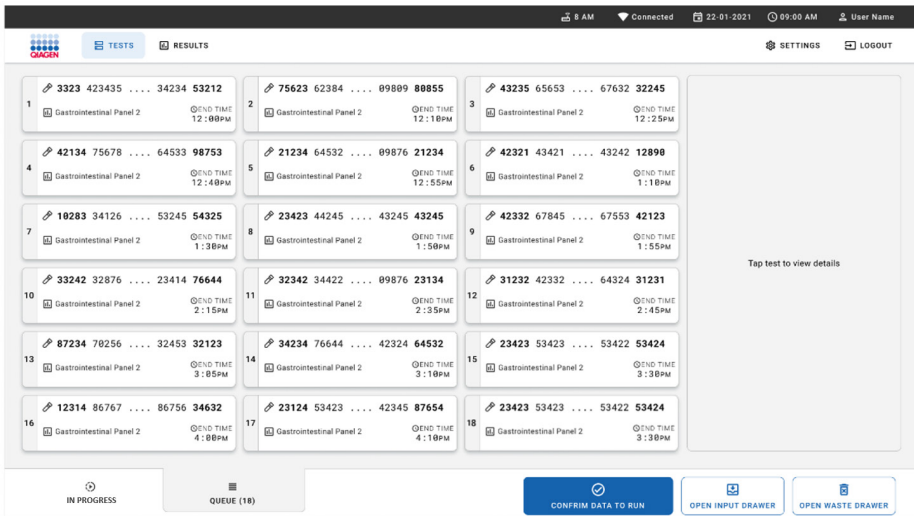 8 AM Connected 22-01-2021 09:00 AM User Name
QIAGEN TESTS RESULTS SETTINGS LOGOUT
1 3323 423435 .... 34234 53212
Gastrointestinal Panel 2 END TIME 12:00PM
2 75623 62384 .... 09809 80855
Gastrointestinal Panel 2 END TIME 12:10PM
3 43235 65653 .... 67632 32245
Gastrointestinal Panel 2 END TIME 12:25PM
4 42134 75678 .... 64533 98753
Gastrointestinal Panel 2 END TIME 12:40PM
5 21234 64532 .... 09876 21234
Gastrointestinal Panel 2 END TIME 12:55PM
6 42321 43421 .... 43242 12890
Gastrointestinal Panel 2 END TIME 1:10PM
7 10283 34126 .... 53245 54325
Gastrointestinal Panel 2 END TIME 1:30PM
8 23423 44245 .... 43245 43245
Gastrointestinal Panel 2 END TIME 1:50PM
9 42332 67845 .... 67553 42123
Gastrointestinal Panel 2 END TIME 1:55PM
10 33242 32876 .... 23414 76644
Gastrointestinal Panel 2 END TIME 2:15PM
11 32342 34422 .... 09876 23134
Gastrointestinal Panel 2 END TIME 2:35PM
12 31232 42332 .... 64324 31231
Gastrointestinal Panel 2 END TIME 2:45PM
13 87234 70256 .... 32453 32123
Gastrointestinal Panel 2 END TIME 3:05PM
14 34234 76644 .... 42324 64532
Gastrointestinal Panel 2 END TIME 3:10PM
15 23423 53423 .... 53422 53424
Gastrointestinal Panel 2 END TIME 3:30PM
16 12314 86767 .... 86756 34632
Gastrointestinal Panel 2 END TIME 4:00PM
17 23124 53423 .... 42345 87654
Gastrointestinal Panel 2 END TIME 4:10PM
18 23423 53423 .... 53422 53424
Gastrointestinal Panel 2 END TIME 3:30PM
Tap test to view details
IN PROGRESS QUEUE (18) CONFRIM DATA TO RUN OPEN INPUT DRAWER OPEN WASTE DRAWER